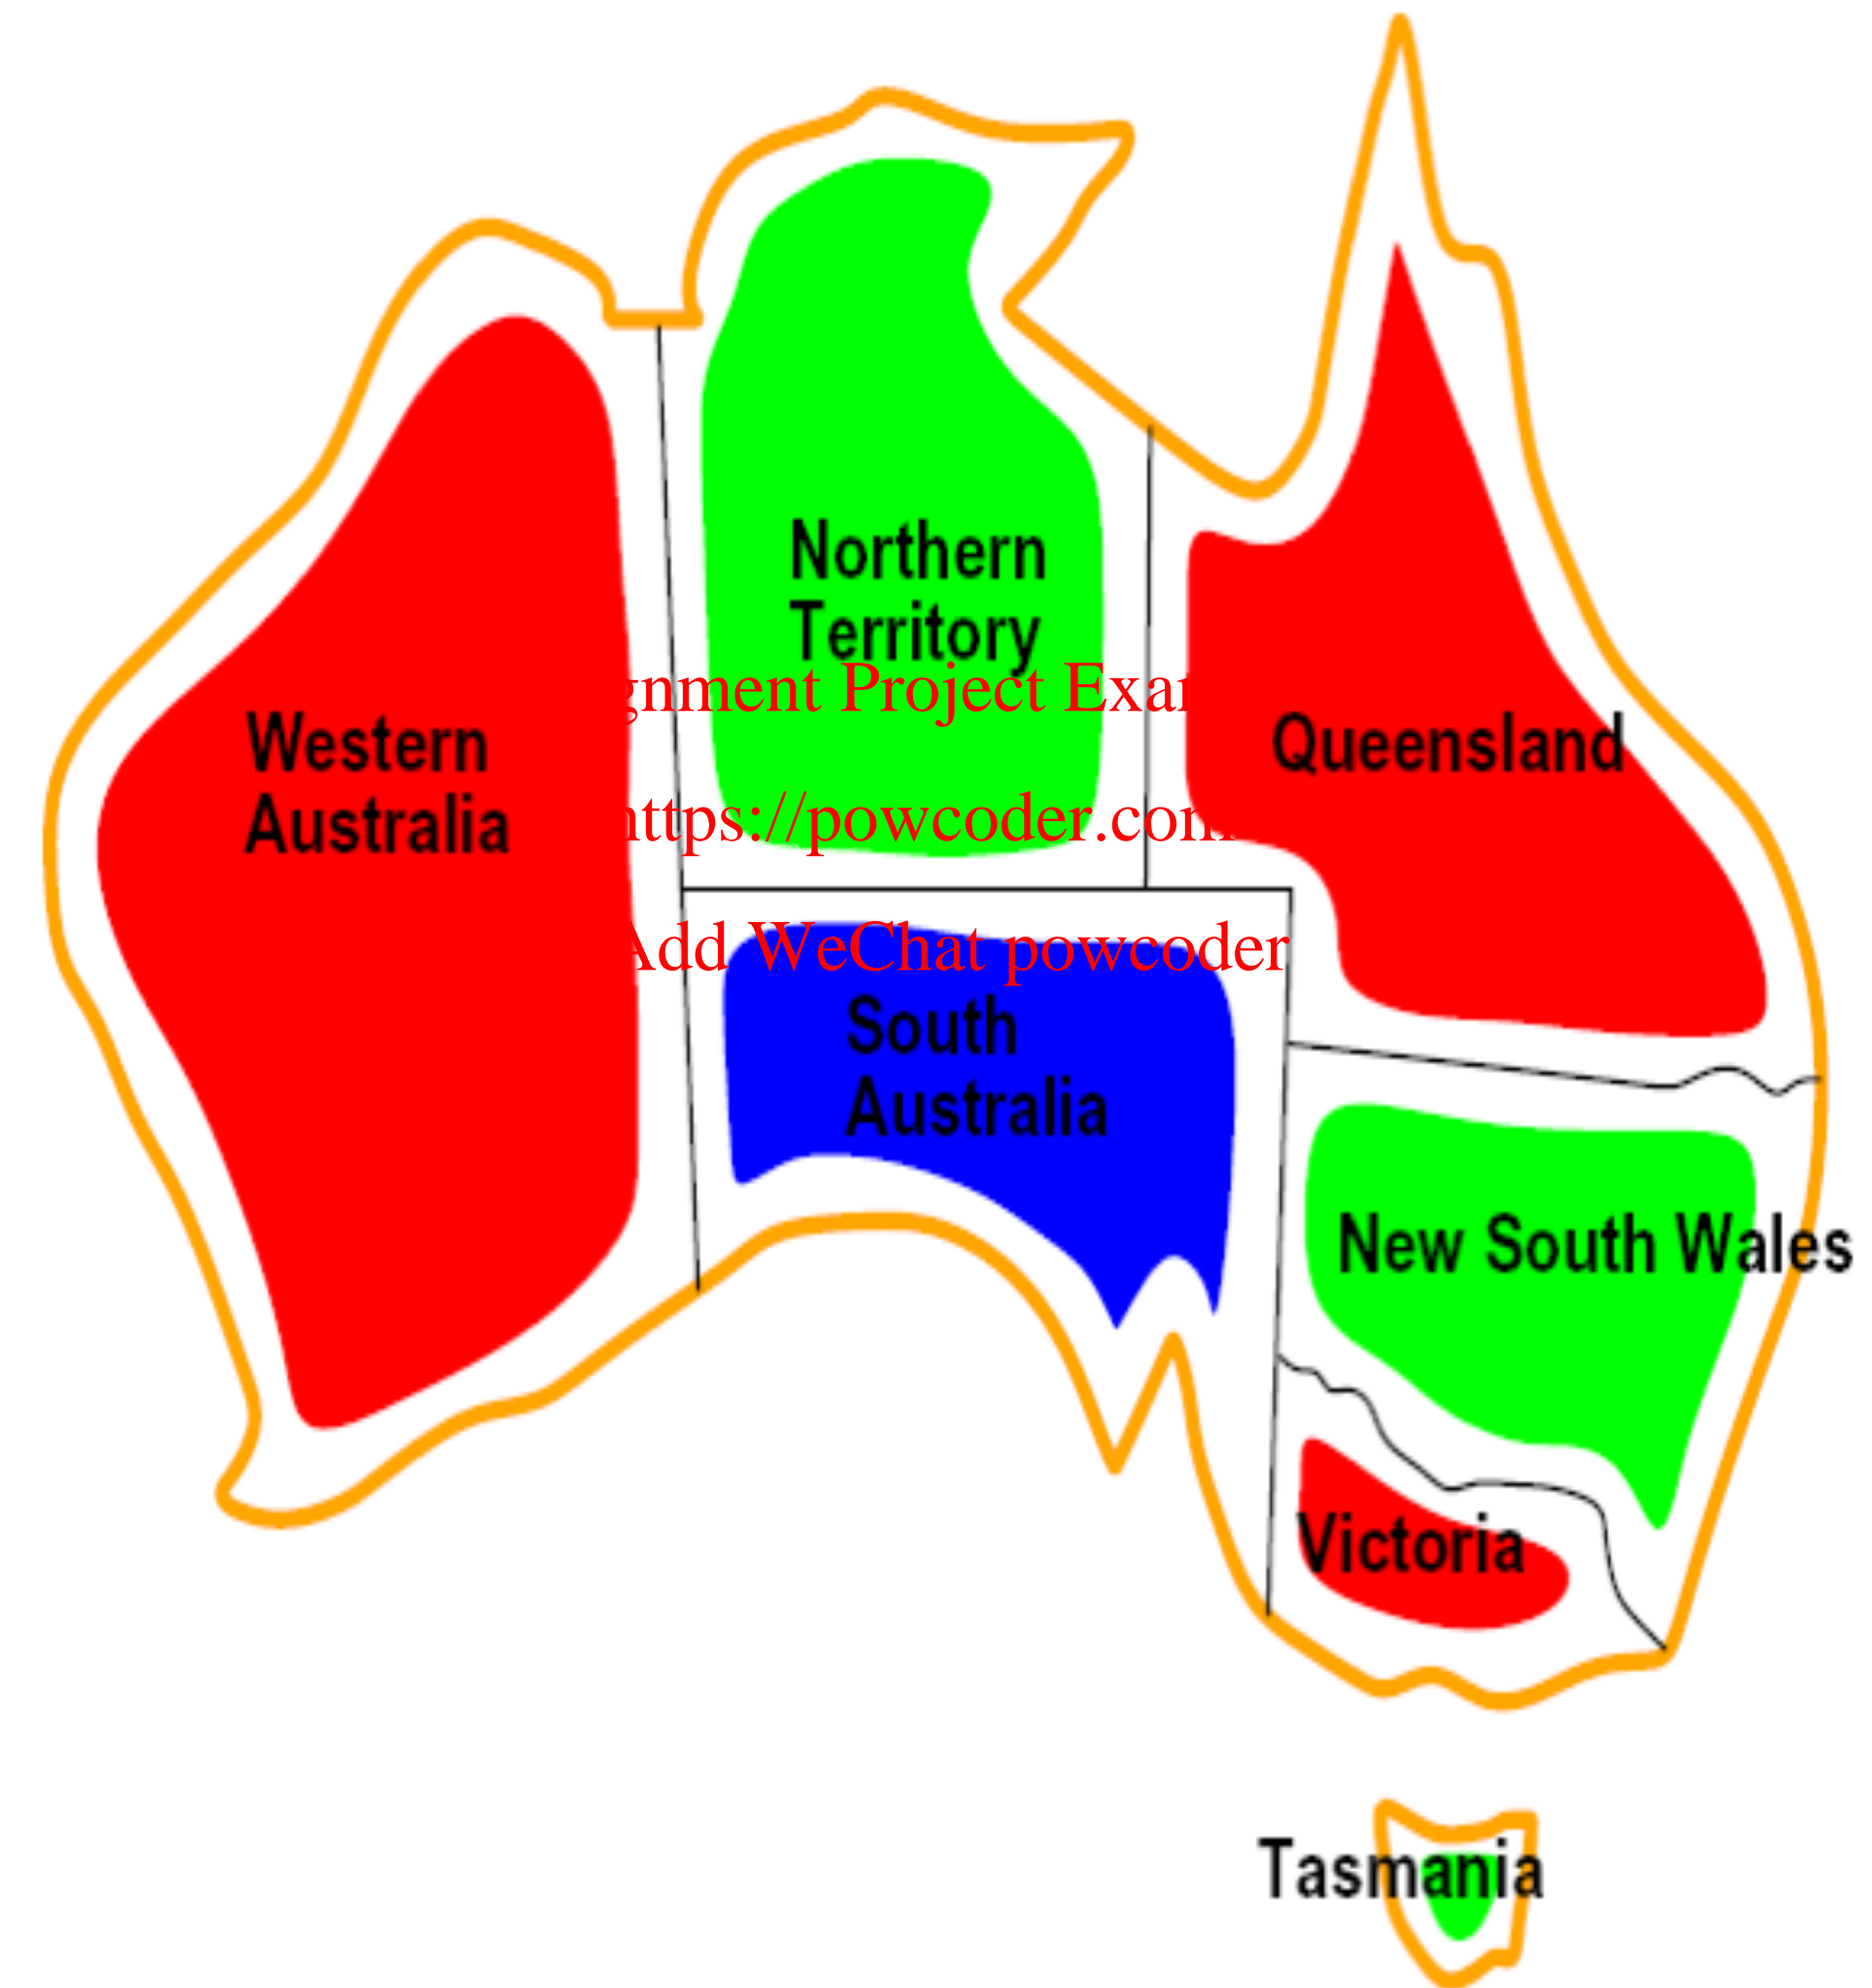 Northern
Territory
gnment Project Exa
Western
Australia
Queensland
ttps://powcoder.com
Add WeChat powcoder
South
Australia
New South Wales
Victoria
Tasmania